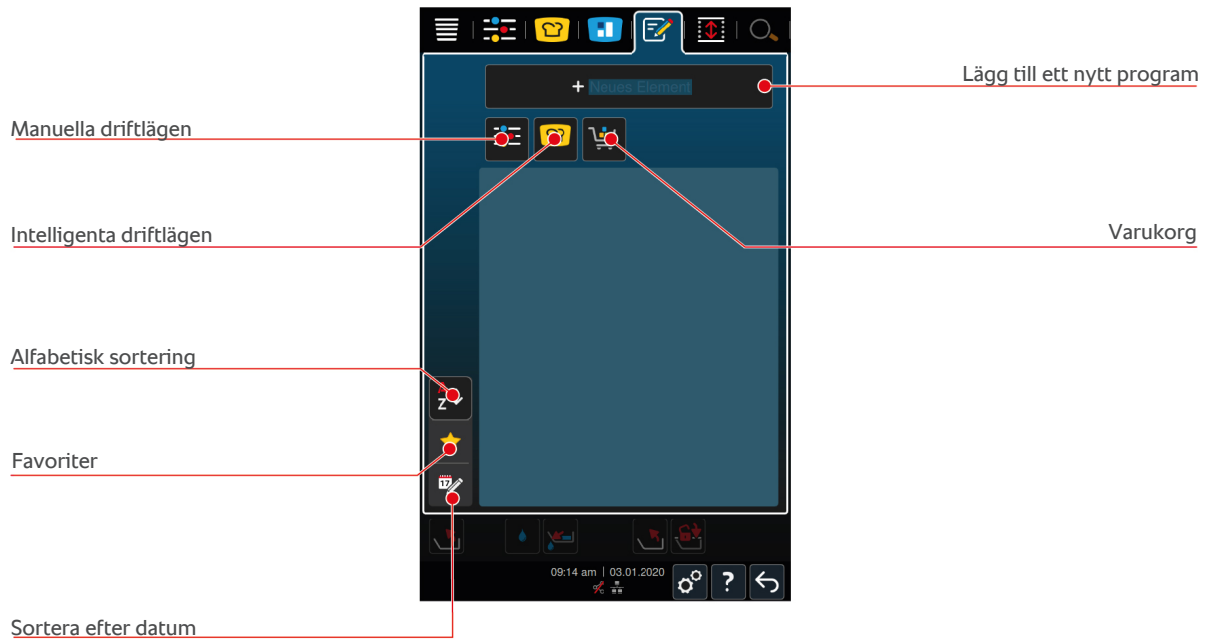 Lägg till ett nytt program
+ Neues Element
Manuella driftlägen
Intelligenta driftlägen
Varukorg
Alfabetisk sortering
A
Z
Favoriter
17
09:14 am | 03.01.2020
?
Sortera efter datum